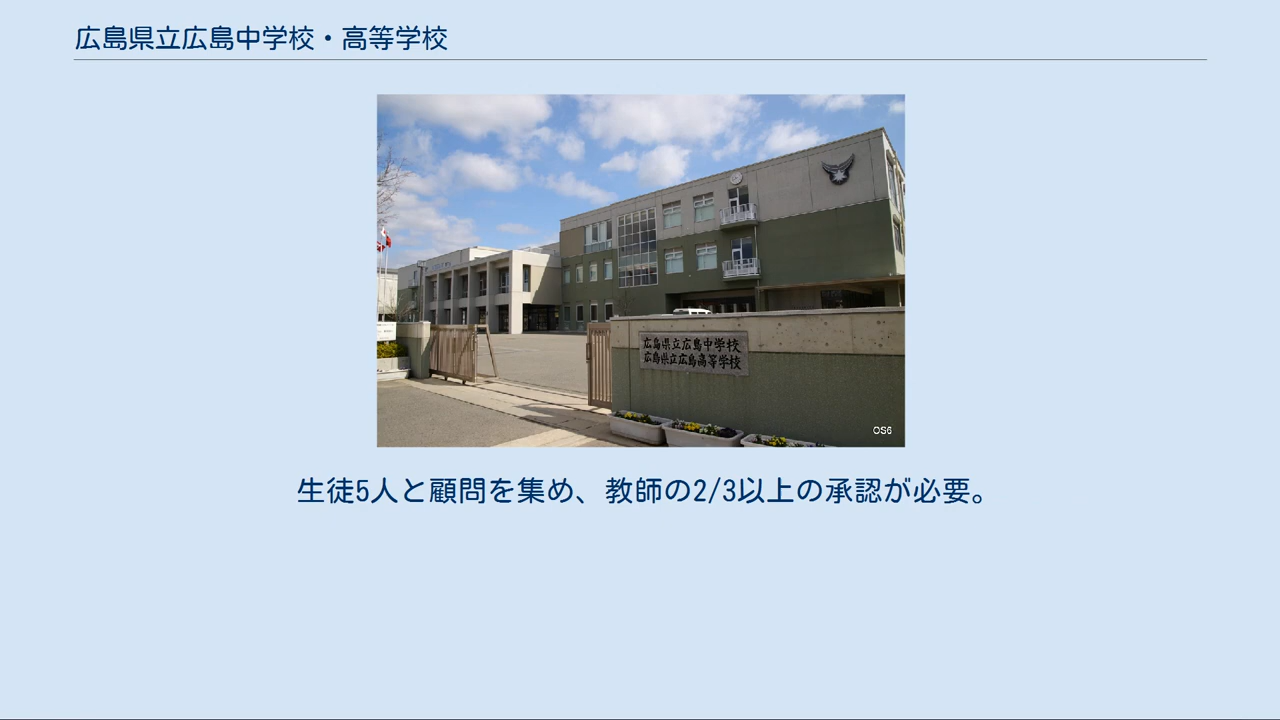 広島県立広島中学校・高等学校
広島県立広島中学校
広島県立広島高等学校
OS6
生徒5人と顧問を集め、教師の2/3以上の承認が必要。